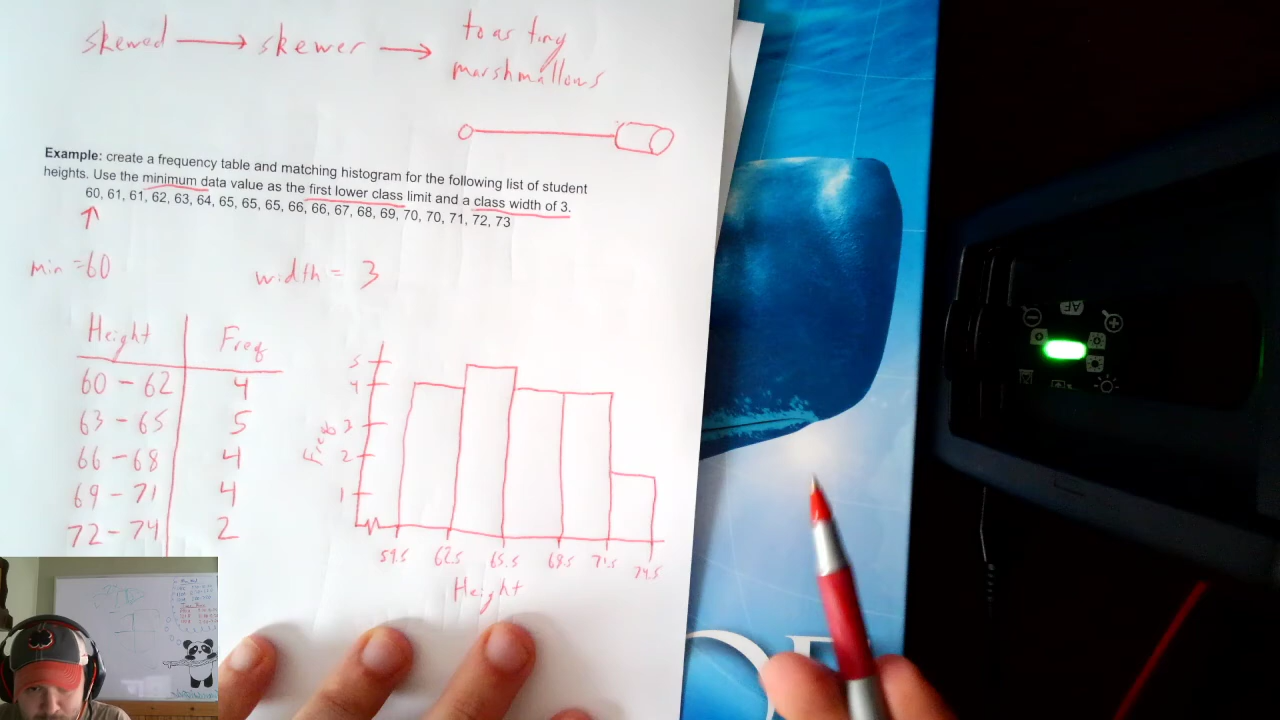 skewed → skewer → toasting
marshmallows
Example: create a frequency table and matching histogram for the following list of student
heights. Use the minimum data value as the first lower class limit and a class width of 3.
60, 61, 61, 62, 63, 64, 65, 65, 65, 66, 66, 67, 68, 69, 70, 70, 71, 72, 73
min = 60
width = 3
Height Freq
60 - 62 4
63 - 65 5
66 - 68 4
69 - 71 4
72 - 74 2
5
4
3
2
1
Freq
59.5 62.5 65.5 68.5 71.5 74.5
Height
AF